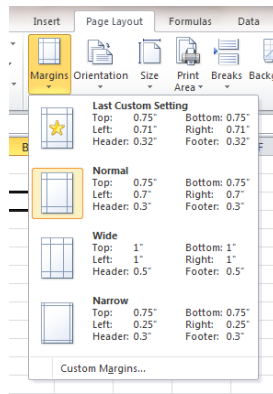 Insert Page Layout Formulas Data
Margins Orientation Size Print Area Breaks
B F
Last Custom Setting
Top: 0.75" Bottom: 0.75"
Left: 0.71" Right: 0.71"
Header: 0.32" Footer: 0.32"
Normal
Top: 0.75" Bottom: 0.75"
Left: 0.7" Right: 0.7"
Header: 0.3" Footer: 0.3"
Wide
Top: 1" Bottom: 1"
Left: 1" Right: 1"
Header: 0.5" Footer: 0.5"
Narrow
Top: 0.75" Bottom: 0.75"
Left: 0.25" Right: 0.25"
Header: 0.3" Footer: 0.3"
Custom Margins...